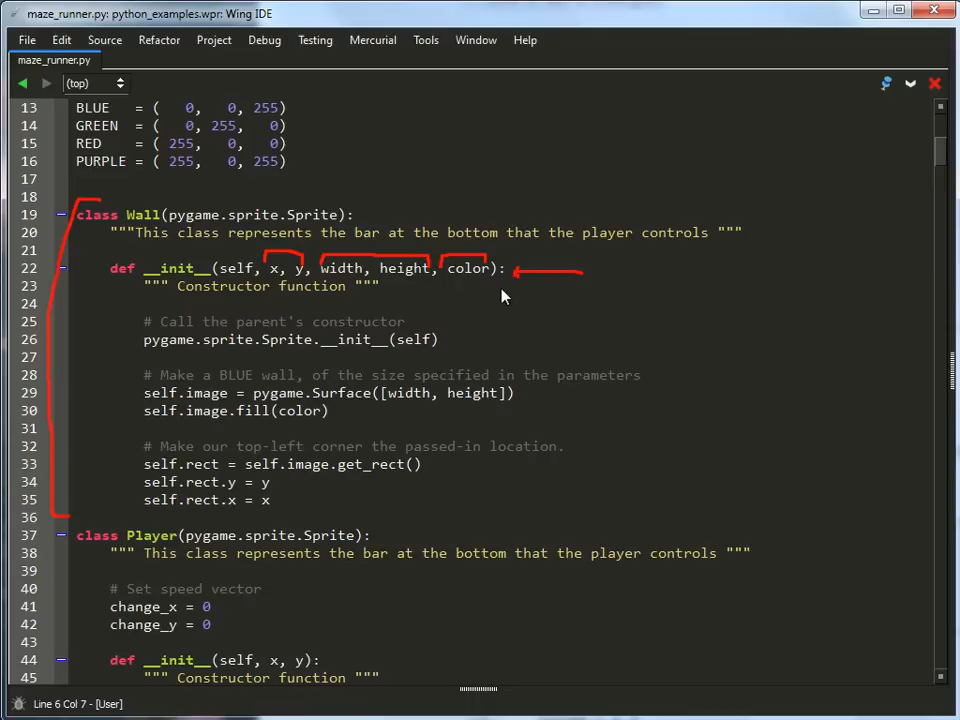 maze_runner.py: python_examples.wpr: Wing IDE
File Edit Source Refactor Project Debug Testing Mercurial Tools Window Help
maze_runner.py
(top)
13 BLUE = ( 0, 0, 255)
14 GREEN = ( 0, 255, 0)
15 RED = ( 255, 0, 0)
16 PURPLE = ( 255, 0, 255)
17
18
19 class Wall(pygame.sprite.Sprite):
20 """This class represents the bar at the bottom that the player controls """
21
22 def __init__(self, x, y, width, height, color):
23 """ Constructor function """
24
25 # Call the parent's constructor
26 pygame.sprite.Sprite.__init__(self)
27
28 # Make a BLUE wall, of the size specified in the parameters
29 self.image = pygame.Surface([width, height])
30 self.image.fill(color)
31
32 # Make our top-left corner the passed-in location.
33 self.rect = self.image.get_rect()
34 self.rect.y = y
35 self.rect.x = x
36
37 class Player(pygame.sprite.Sprite):
38 """ This class represents the bar at the bottom that the player controls """
39
40 # Set speed vector
41 change_x = 0
42 change_y = 0
43
44 def __init__(self, x, y):
45 """ Constructor function """
Line 6 Col 7 - [User]